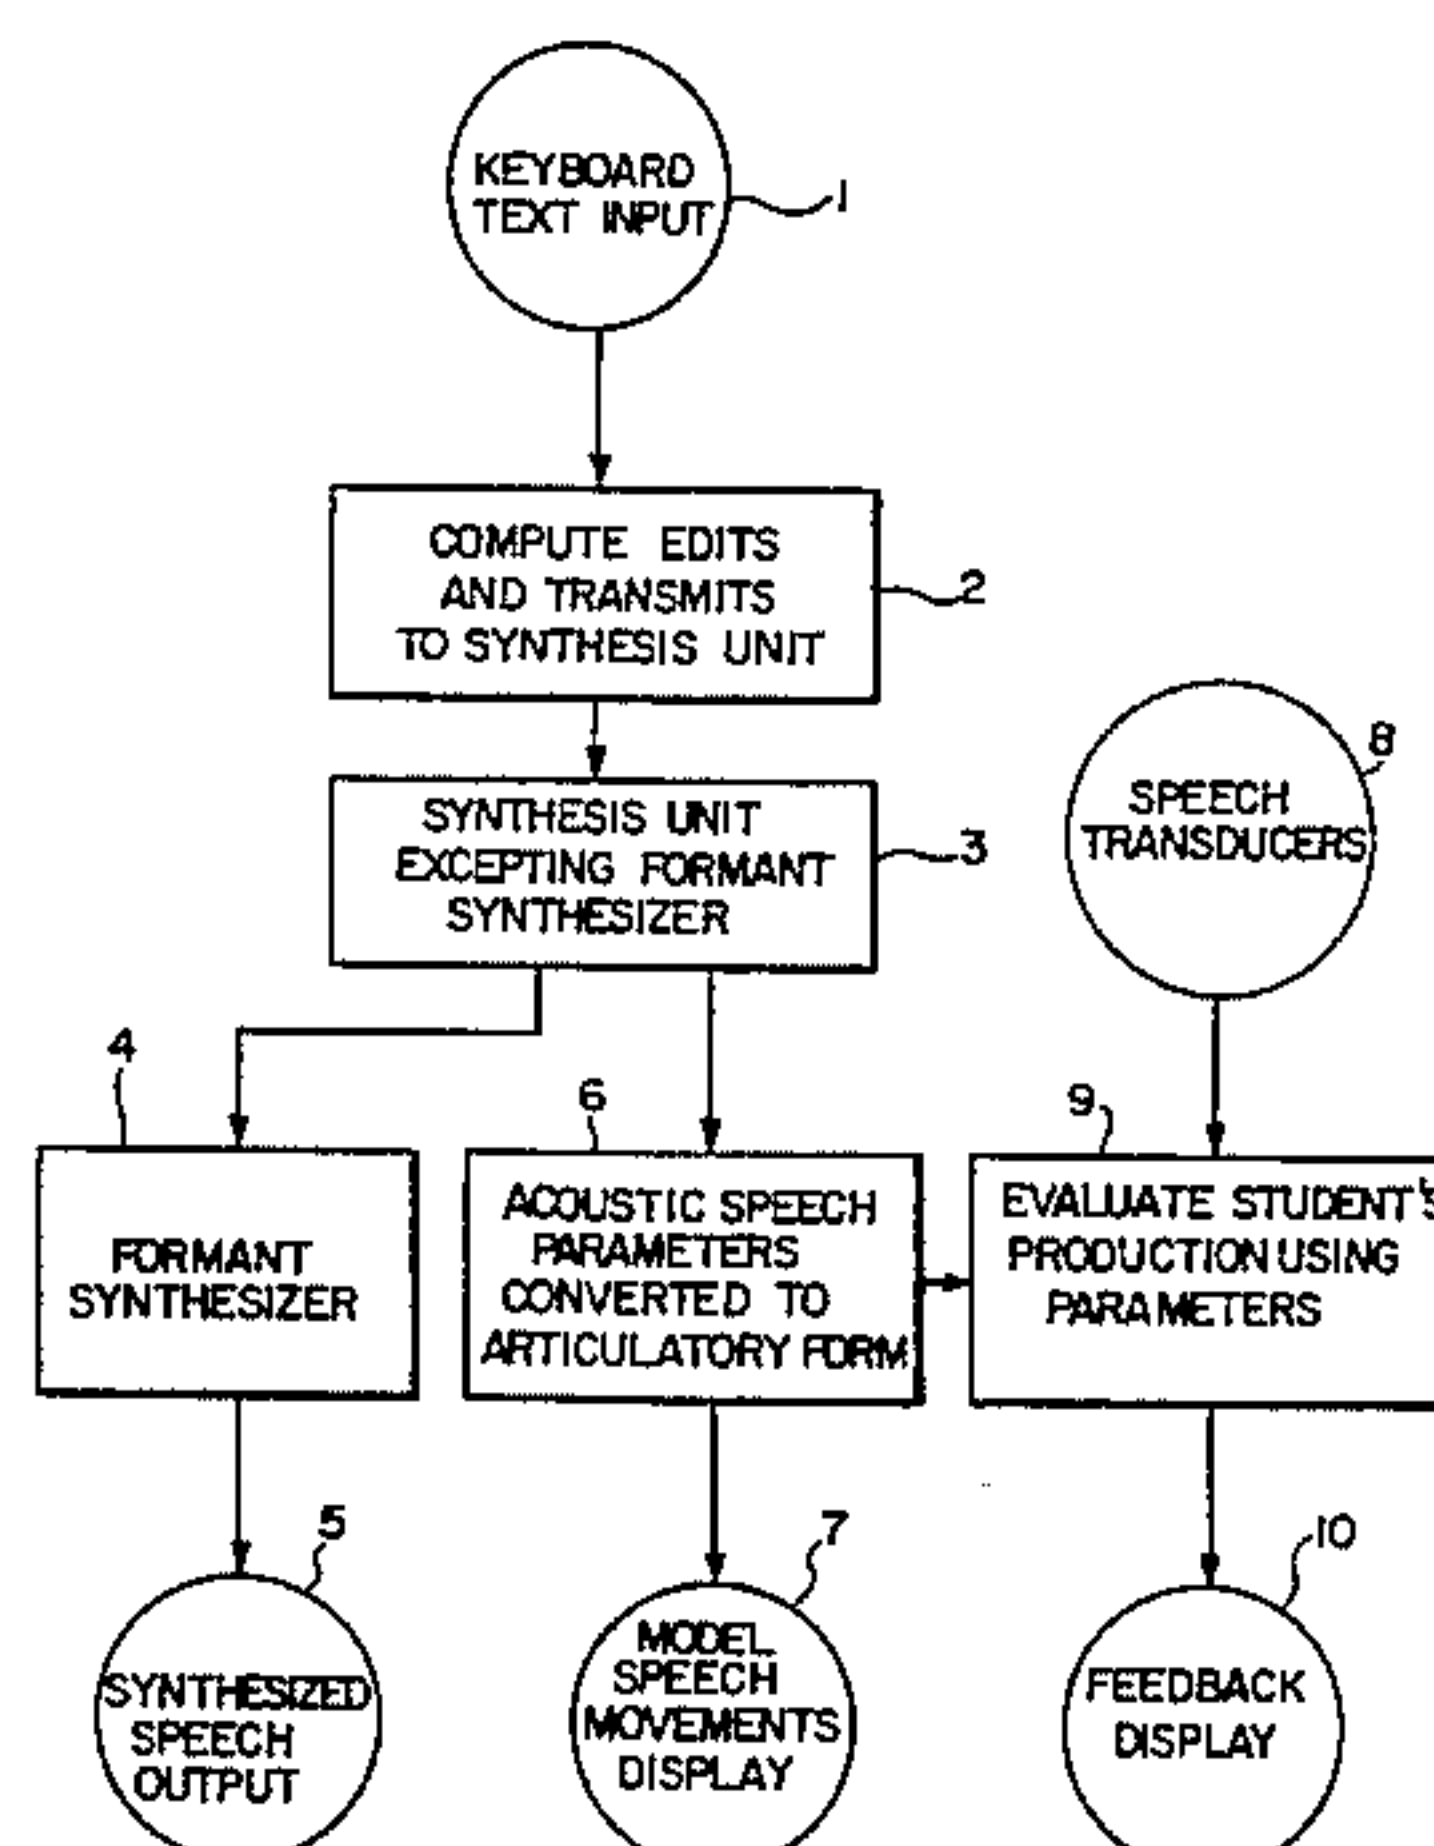 KEYBOARD
TEXT INPUT
1
COMPUTE EDITS
AND TRANSMITS
TO SYNTHESIS UNIT
2
SYNTHESIS UNIT
EXCEPTING FORMANT
SYNTHESIZER
3
8
SPEECH
TRANSDUCERS
4
FORMANT
SYNTHESIZER
6
ACOUSTIC SPEECH
PARAMETERS
CONVERTED TO
ARTICULATORY FORM
9
EVALUATE STUDENT'S
PRODUCTION USING
PARAMETERS
5
SYNTHESIZED
SPEECH
OUTPUT
7
MODEL
SPEECH
MOVEMENTS
DISPLAY
10
FEEDBACK
DISPLAY